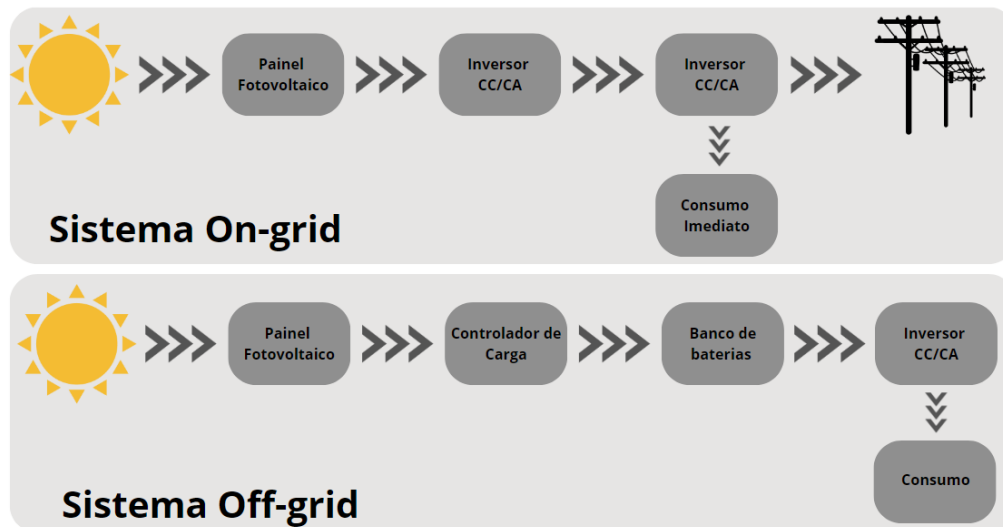 Painel
Fotovoltaico
Inversor
CC/CA
Inversor
CC/CA
Consumo
Imediato
Sistema On-grid
Painel
Fotovoltaico
Controlador de
Carga
Banco de
baterias
Inversor
CC/CA
Consumo
Sistema Off-grid